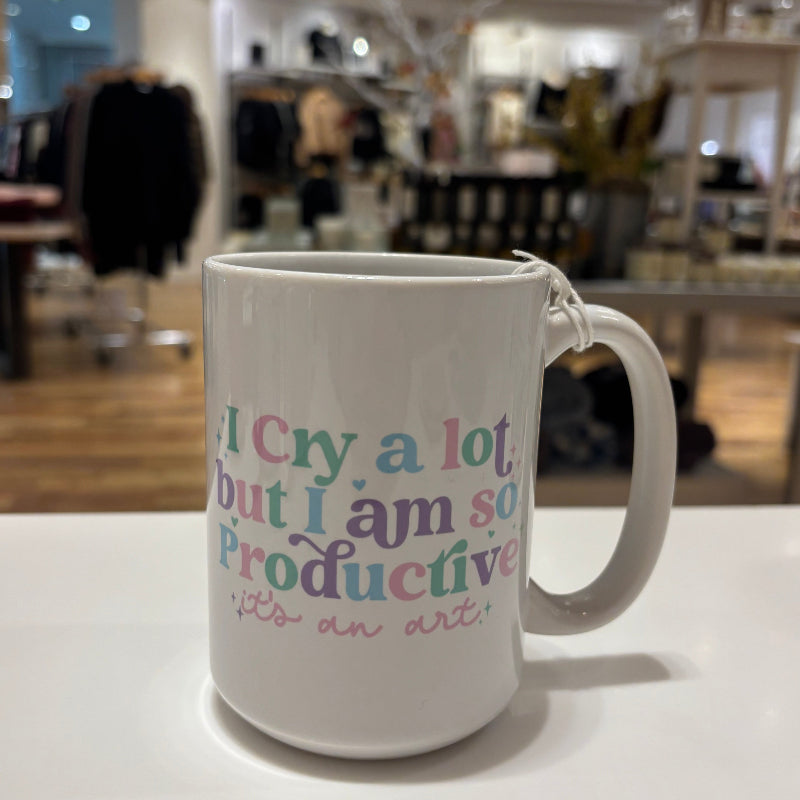 I Cry a lot
but I am so
Productive
it's an art